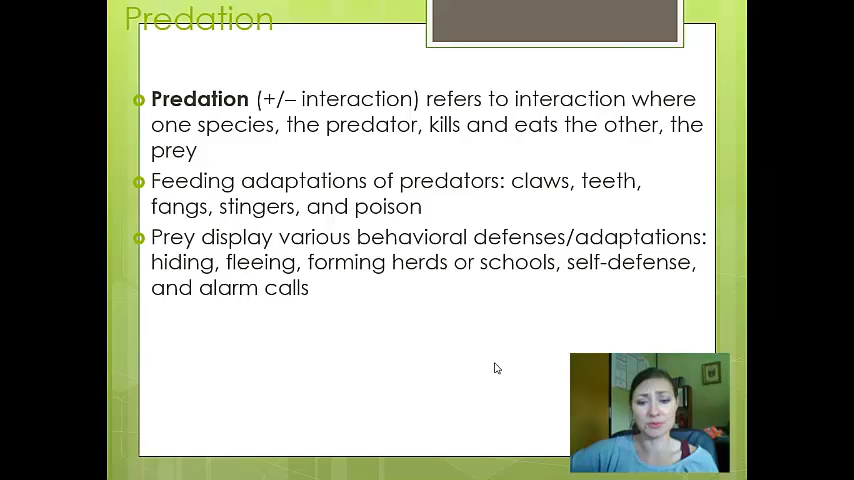 Predation
Predation (+/– interaction) refers to interaction where
one species, the predator, kills and eats the other, the
prey
Feeding adaptations of predators: claws, teeth,
fangs, stingers, and poison
Prey display various behavioral defenses/adaptations:
hiding, fleeing, forming herds or schools, self-defense,
and alarm calls